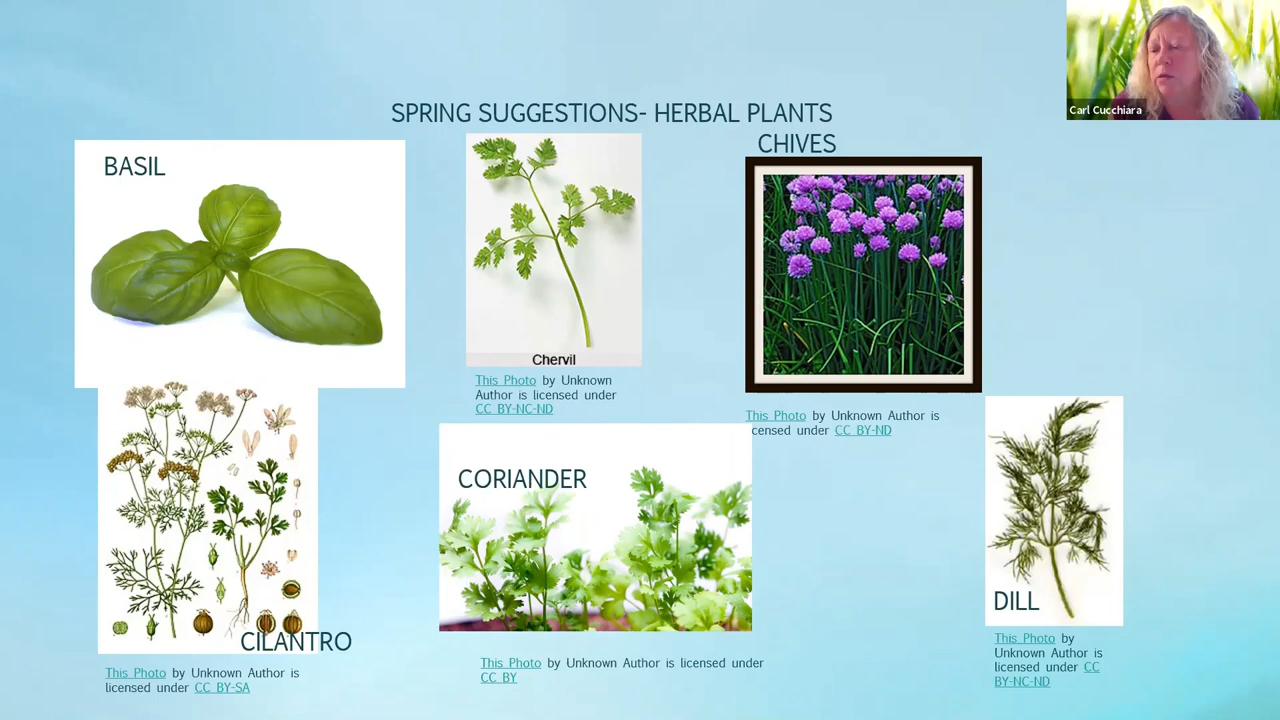 Carl Cucchiara
SPRING SUGGESTIONS- HERBAL PLANTS
BASIL
Chervil
This Photo by Unknown
Author is licensed under
CC BY-NC-ND
CHIVES
This Photo by Unknown Author is
censed under CC BY-ND
CILANTRO
This Photo by Unknown Author is
licensed under CC BY-SA
CORIANDER
This Photo by Unknown Author is licensed under
CC BY
DILL
This Photo by
Unknown Author is
licensed under CC
BY-NC-ND